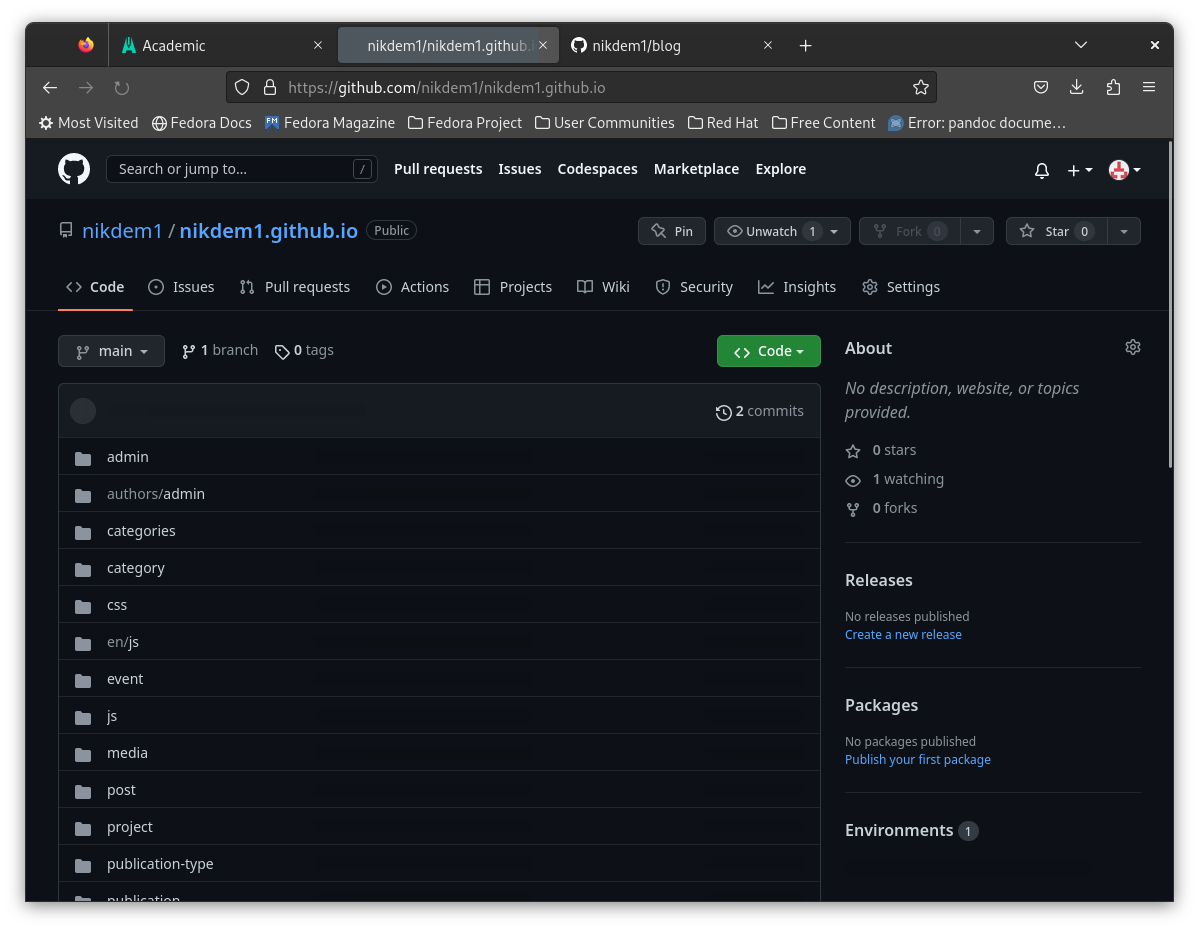 Academic
nikdem1/nikdem1.github.i
nikdem1/blog
https://github.com/nikdem1/nikdem1.github.io
Most Visited Fedora Docs Fedora Magazine Fedora Project User Communities Red Hat Free Content Error: pandoc docume…
Search or jump to… / Pull requests Issues Codespaces Marketplace Explore
nikdem1 / nikdem1.github.io Public Pin Unwatch 1 Fork 0 Star 0
Code Issues Pull requests Actions Projects Wiki Security Insights Settings
main 1 branch 0 tags Code
2 commits
admin
authors/admin
categories
category
css
en/js
event
js
media
post
project
publication-type
publication
About
No description, website, or topics
provided.
0 stars
1 watching
0 forks
Releases
No releases published
Create a new release
Packages
No packages published
Publish your first package
Environments 1